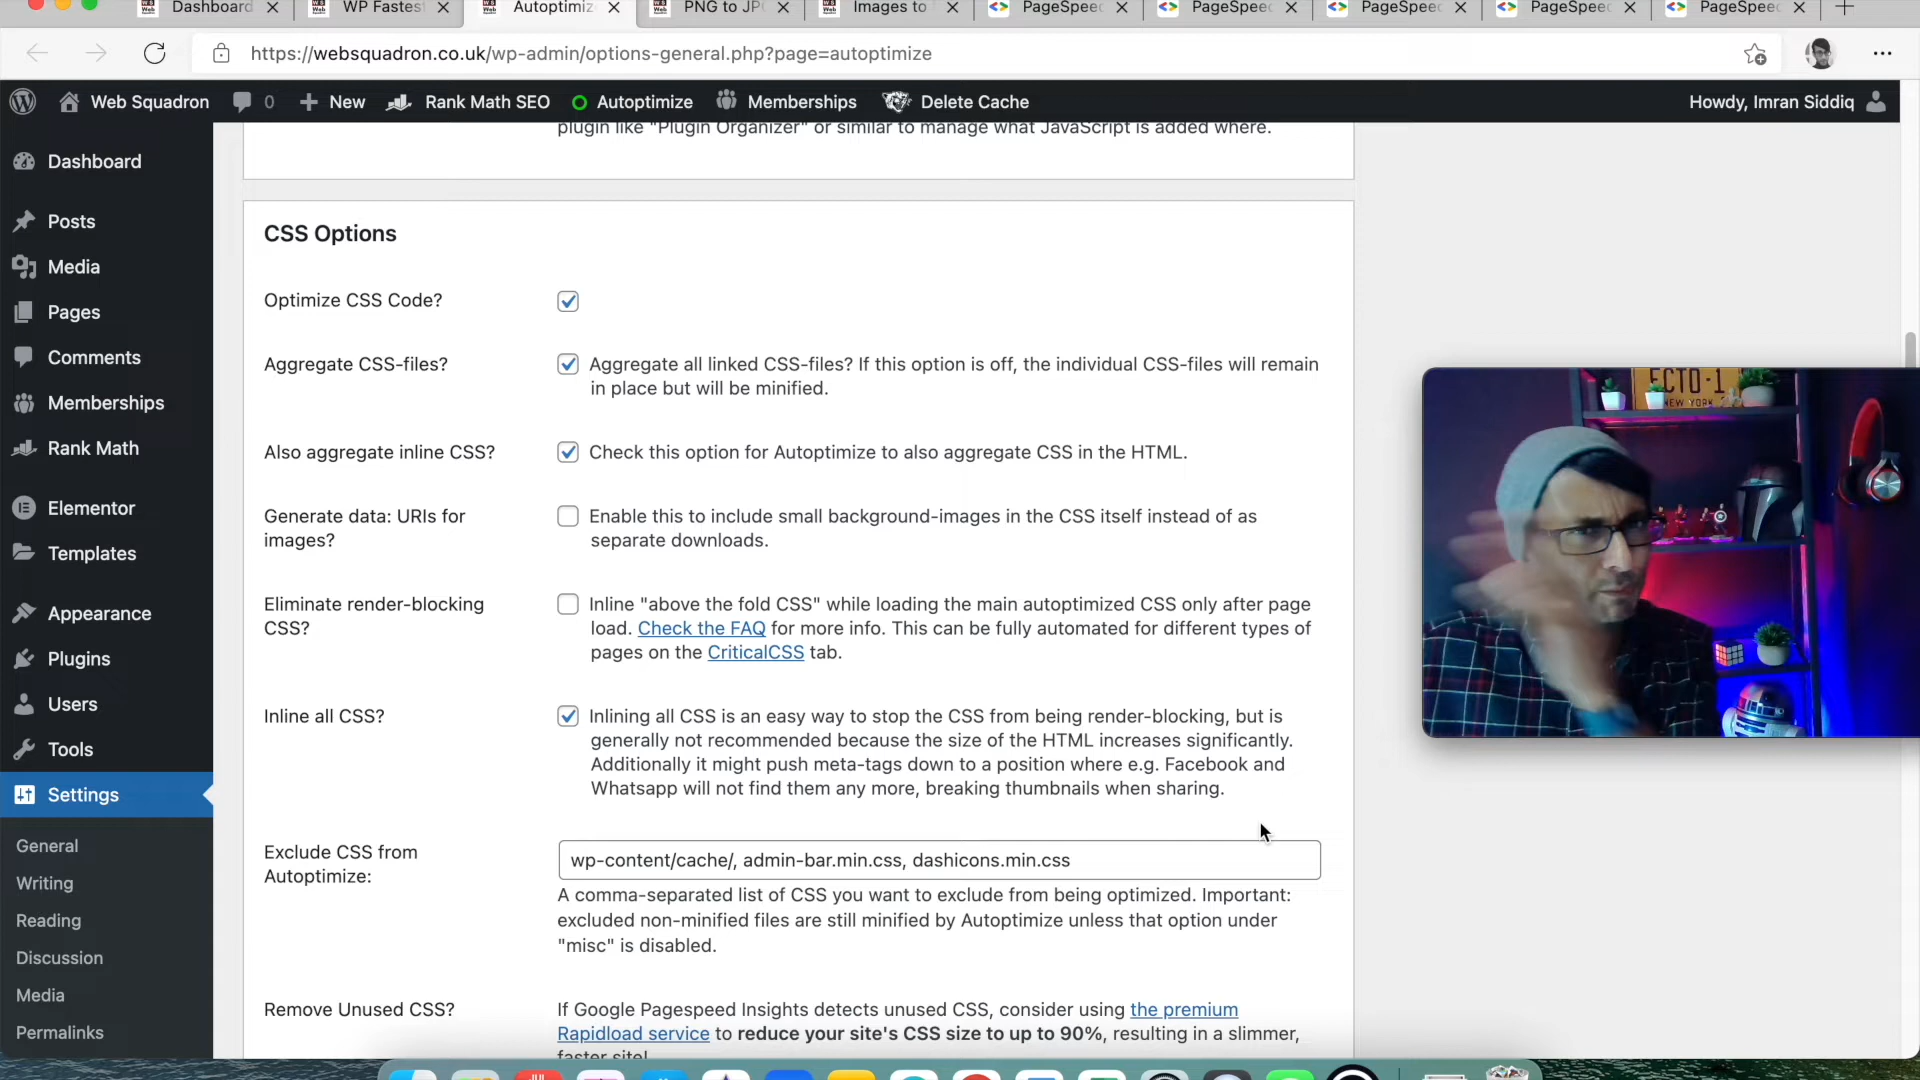 Dashboard
WP Fastes
Autoptimiz
PNG to JP
Images to
PageSpeed
PageSpeed
PageSpeed
PageSpeed
PageSpeed
https://websquadron.co.uk/wp-admin/options-general.php?page=autoptimize
Web Squadron 0 New Rank Math SEO Autoptimize Memberships Delete Cache Howdy, Imran Siddiq
Dashboard
Posts
Media
Pages
Comments
Memberships
Rank Math
Elementor
Templates
Appearance
Plugins
Users
Tools
Settings
General
Writing
Reading
Discussion
Media
Permalinks
plugin like "Plugin Organizer" or similar to manage what JavaScript is added where.
CSS Options
Optimize CSS Code?
Aggregate CSS-files?
Aggregate all linked CSS-files? If this option is off, the individual CSS-files will remain
in place but will be minified.
Also aggregate inline CSS?
Check this option for Autoptimize to also aggregate CSS in the HTML.
Generate data: URIs for
images?
Enable this to include small background-images in the CSS itself instead of as
separate downloads.
Eliminate render-blocking
CSS?
Inline "above the fold CSS" while loading the main autoptimized CSS only after page
load. Check the FAQ for more info. This can be fully automated for different types of
pages on the CriticalCSS tab.
Inline all CSS?
Inlining all CSS is an easy way to stop the CSS from being render-blocking, but is
generally not recommended because the size of the HTML increases significantly.
Additionally it might push meta-tags down to a position where e.g. Facebook and
Whatsapp will not find them any more, breaking thumbnails when sharing.
Exclude CSS from
Autoptimize:
wp-content/cache/, admin-bar.min.css, dashicons.min.css
A comma-separated list of CSS you want to exclude from being optimized. Important:
excluded non-minified files are still minified by Autoptimize unless that option under
"misc" is disabled.
Remove Unused CSS?
If Google Pagespeed Insights detects unused CSS, consider using the premium
Rapidload service to reduce your site's CSS size to up to 90%, resulting in a slimmer,
faster site!
ECTO-1
NEW YORK